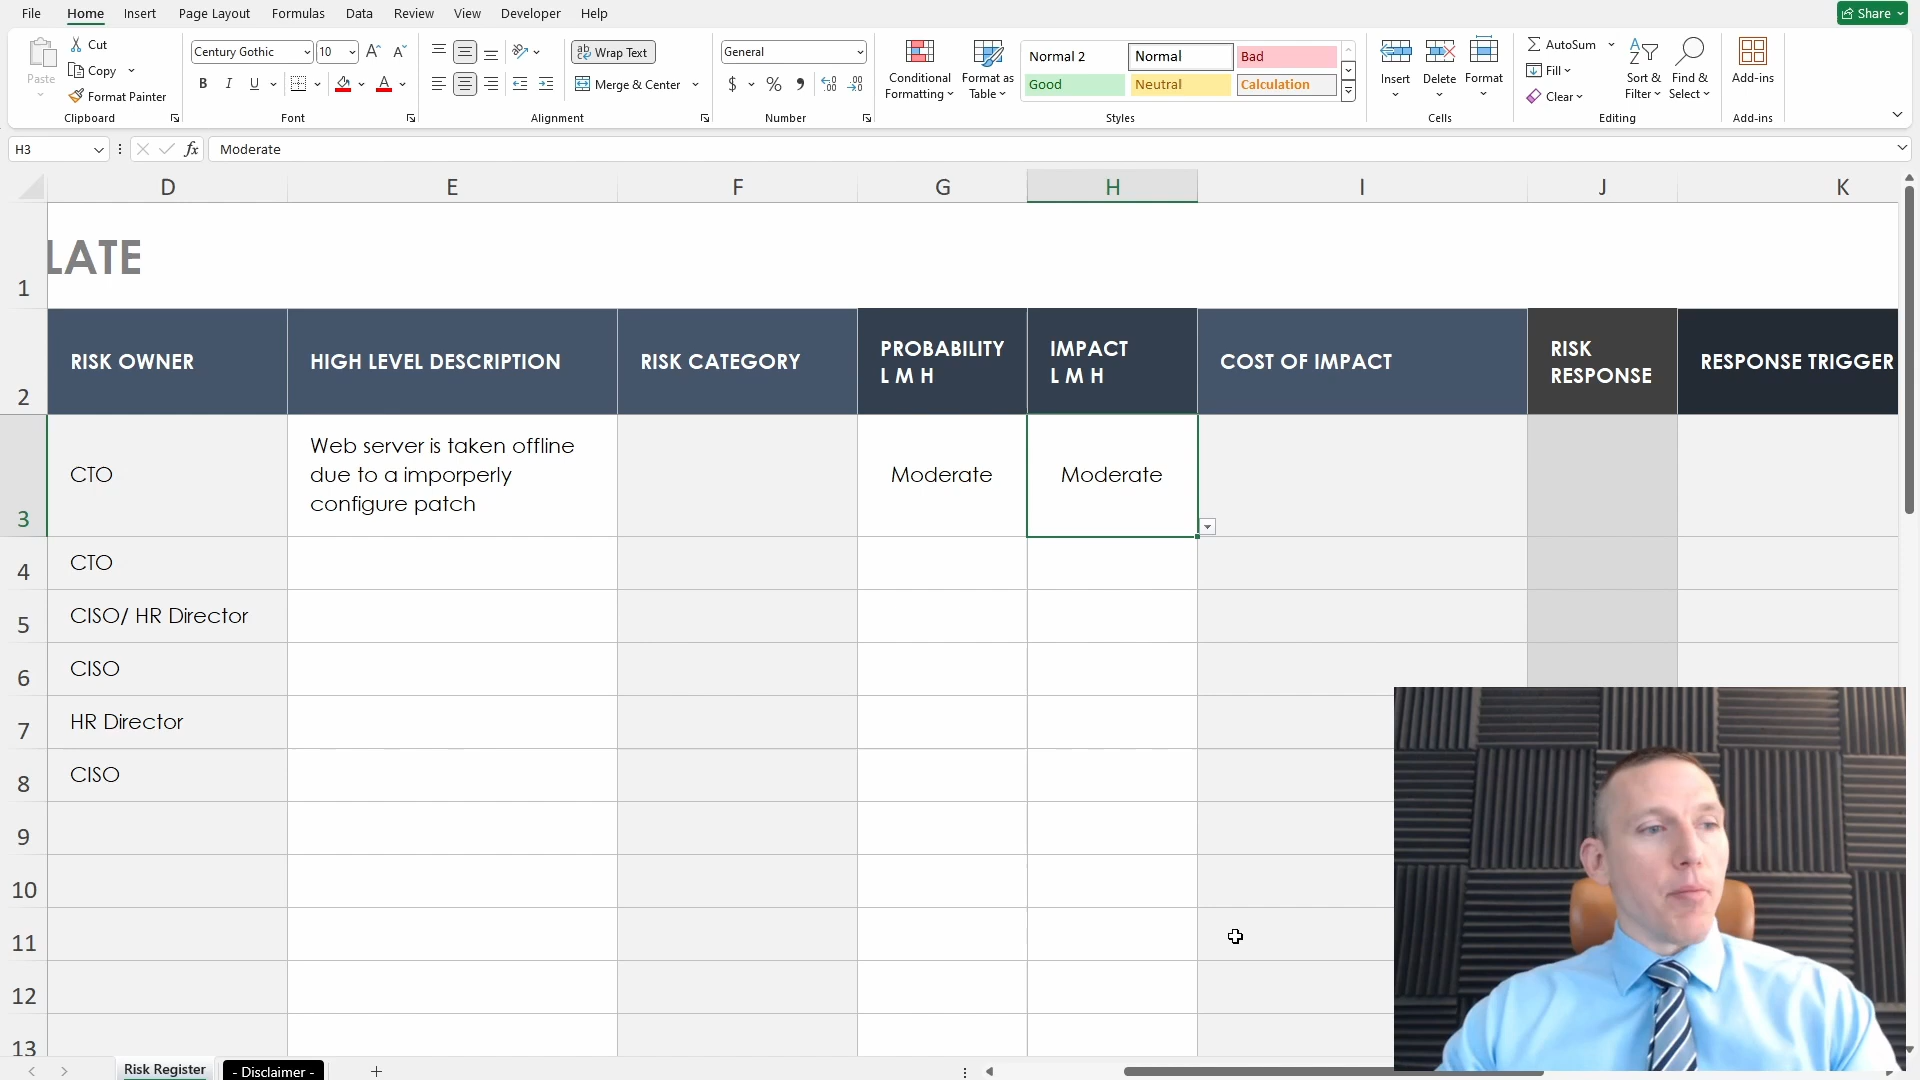 File Home Insert Page Layout Formulas Data Review View Developer Help Share
Cut
Copy
Format Painter
Paste
Clipboard
Century Gothic 10
B I U
Font
Wrap Text
Merge & Center
Alignment
General
$ % ,
Number
Conditional
Formatting
Format as
Table
Normal 2 Normal Bad
Good Neutral Calculation
Styles
Insert Delete Format
Cells
AutoSum
Fill
Clear
Sort &
Filter
Find &
Select
Editing
Add-ins
Add-ins
H3 fx Moderate
D E F G H I J K
1 LATE
2
RISK OWNER
HIGH LEVEL DESCRIPTION
RISK CATEGORY
PROBABILITY
L M H
IMPACT
L M H
COST OF IMPACT
RISK
RESPONSE
RESPONSE TRIGGER
3
CTO
Web server is taken offline
due to a imporperly
configure patch
Moderate
Moderate
4 CTO
5 CISO/ HR Director
6 CISO
7 HR Director
8 CISO
9
10
11
12
13
Risk Register - Disclaimer -